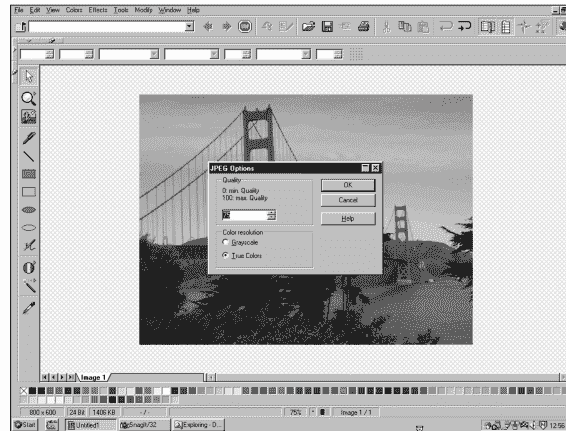 File Edit View Colors Effects Tools Modify Window Help
JPEG Options
Quality
0: min. Quality
100: max. Quality
75
Color resolution
Grayscale
True Colors
OK
Cancel
Help
Image 1
800 x 600 24 Bit 1406 KB - / - 75% Image 1 / 1
Start Untitled1 SnagIt/32 Exploring - D... 12:56